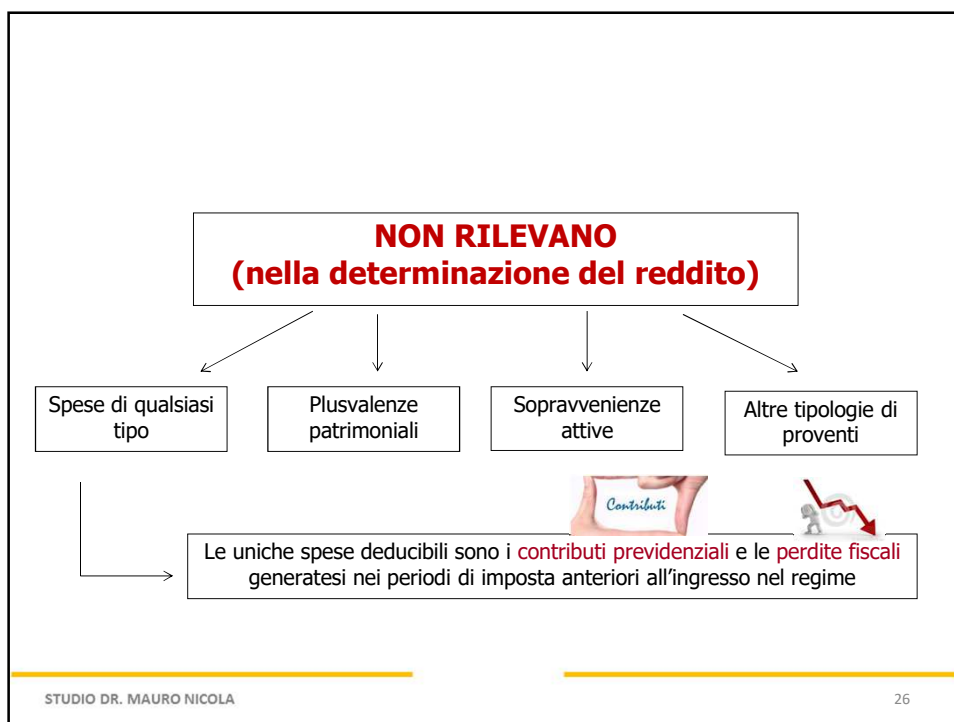 NON RILEVANO
(nella determinazione del reddito)
Spese di qualsiasi
tipo
Plusvalenze
patrimoniali
Sopravvenienze
attive
Altre tipologie di
proventi
Contributi
Le uniche spese deducibili sono i contributi previdenziali e le perdite fiscali
generatesi nei periodi di imposta anteriori all'ingresso nel regime
STUDIO DR. MAURO NICOLA
26